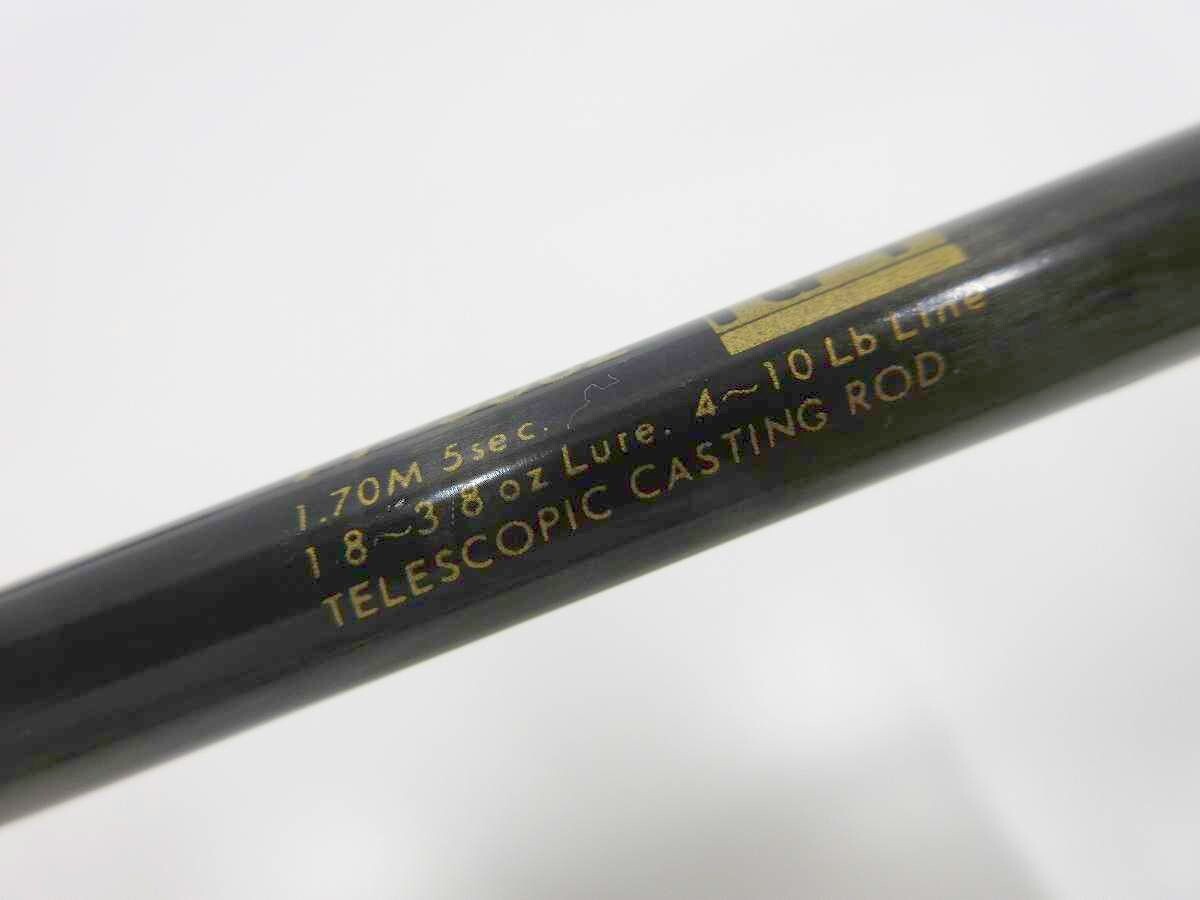 1.70M 5sec.
1 8~3/8 oz Lure. 4~10 Lb Line
TELESCOPIC CASTING ROD